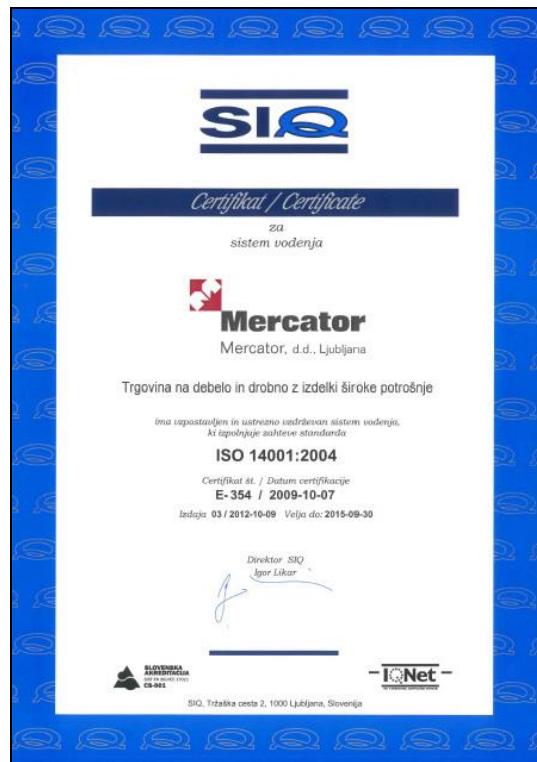 SIQ
Certifikat / Certificate
za
sistem vodenja
Mercator
Mercator, d.d., Ljubljana
Trgovina na debelo in drobno z izdelki široke potrošnje
ima vzpostavljen in ustrezno vzdrževan sistem vodenja,
ki izpolnjuje zahteve standarda
ISO 14001:2004
Certifikat št. / Datum certifikacije
E-354 / 2009-10-07
Izdaja 03 / 2012-10-09 Velja do: 2015-09-30
Direktor SIQ
Igor Likar
SLOVENSKA
AKREDITACIJA
CS-001
IQNet
SIQ, Tržaška cesta 2, 1000 Ljubljana, Slovenija